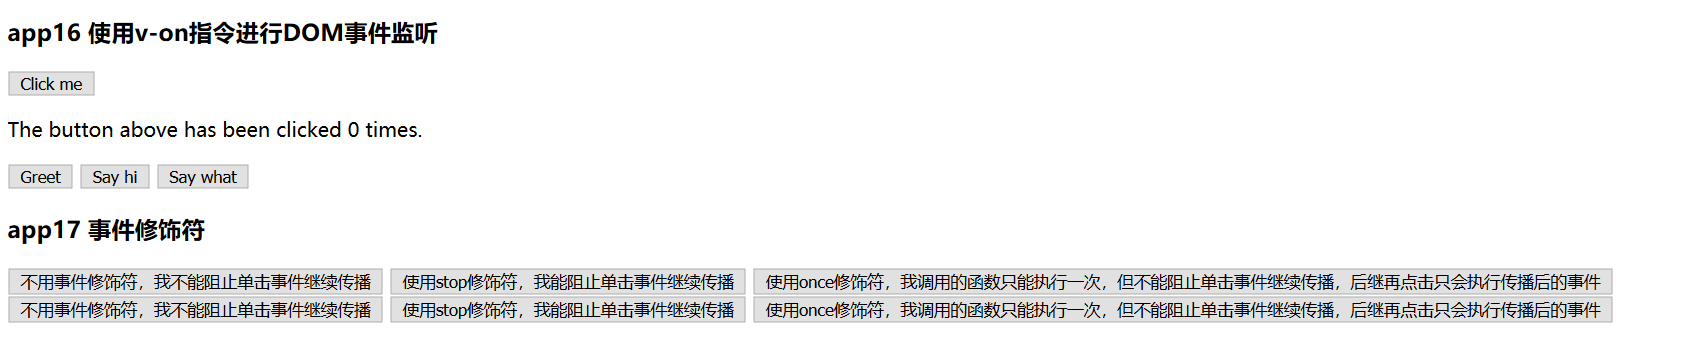 app16 使用v-on指令进行DOM事件监听
Click me
The button above has been clicked 0 times.
Greet Say hi Say what
app17 事件修饰符
不用事件修饰符，我不能阻止单击事件继续传播 使用stop修饰符，我能阻止单击事件继续传播 使用once修饰符，我调用的函数只能执行一次，但不能阻止单击事件继续传播，后继再点击只会执行传播后的事件
不用事件修饰符，我不能阻止单击事件继续传播 使用stop修饰符，我能阻止单击事件继续传播 使用once修饰符，我调用的函数只能执行一次，但不能阻止单击事件继续传播，后继再点击只会执行传播后的事件